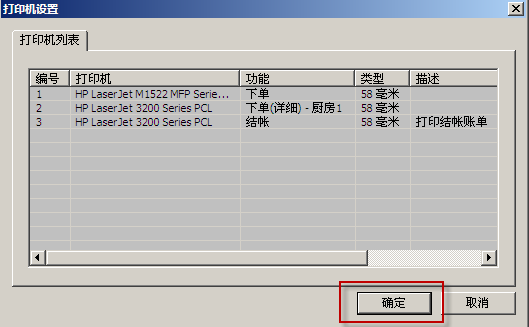 打印机设置
打印机列表
编号 打印机 功能 类型 描述
1 HP LaserJet M1522 MFP Serie... 下单 58 毫米
2 HP LaserJet 3200 Series PCL 下单(详细) - 厨房1 58 毫米
3 HP LaserJet 3200 Series PCL 结帐 58 毫米 打印结帐账单
确定 取消